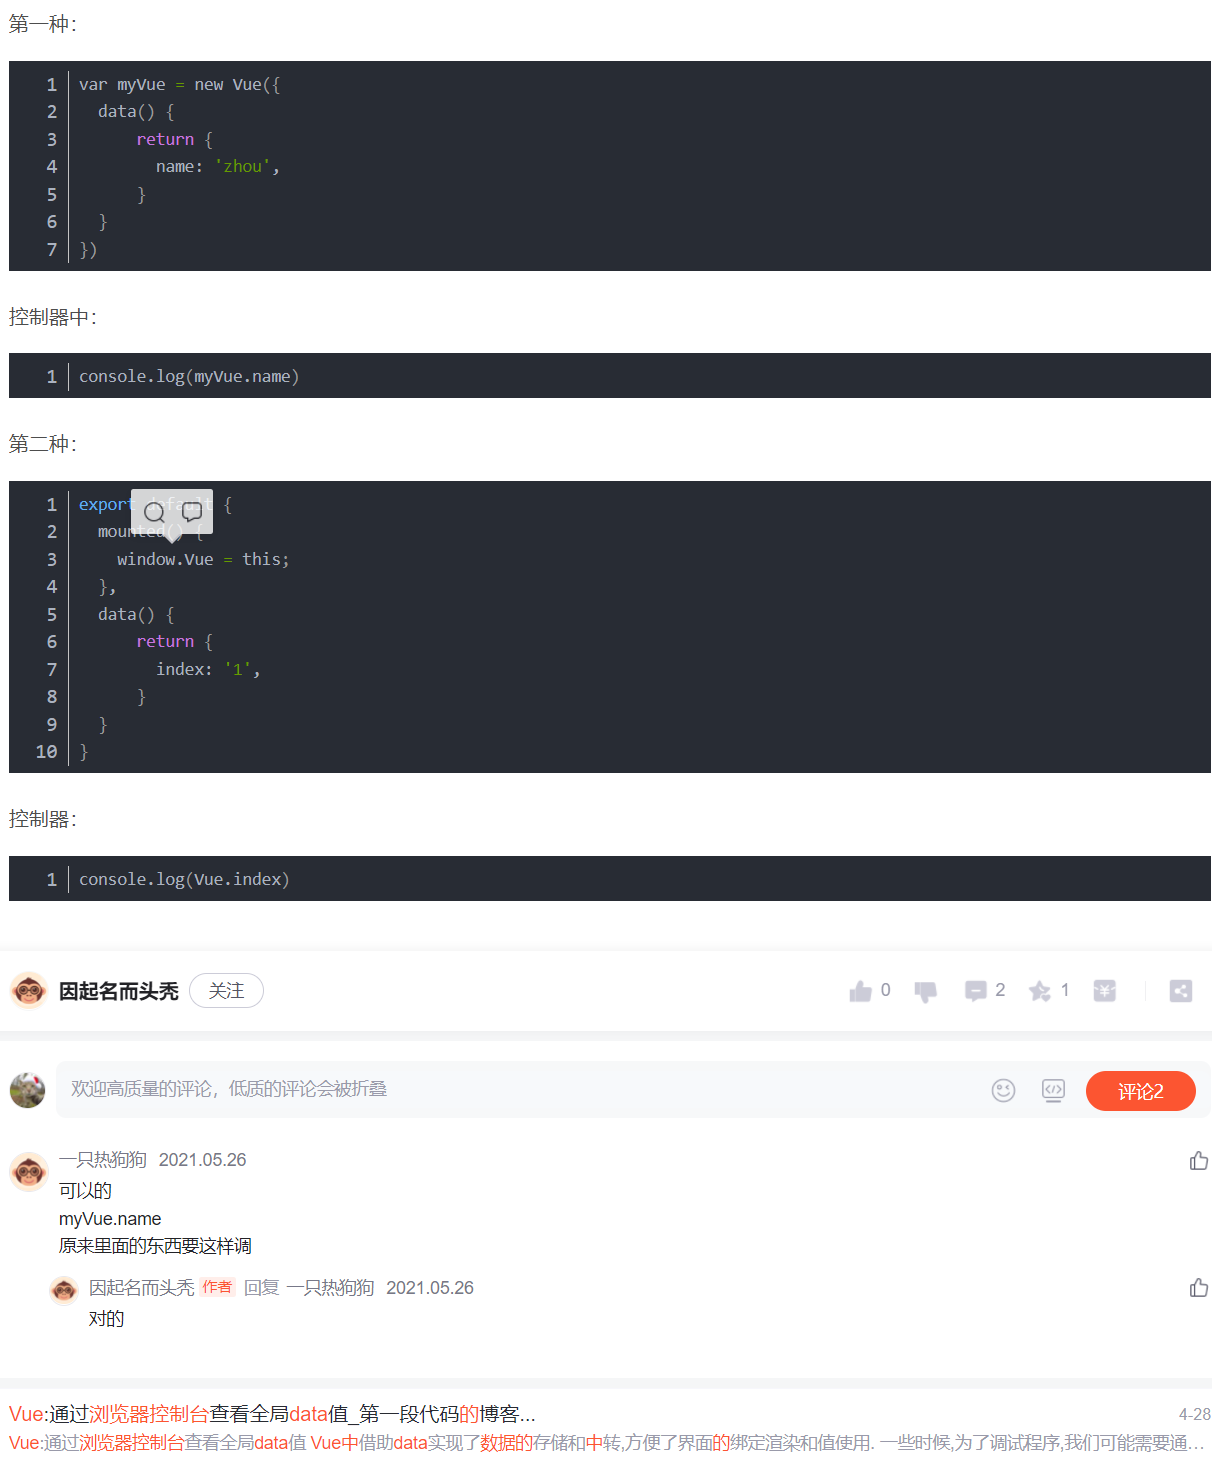 第一种：
1 var myVue = new Vue({
2   data() {
3       return {
4         name: 'zhou',
5       }
6   }
7 })
控制器中：
1 console.log(myVue.name)
第二种：
1 export default {
2   mounted() {
3     window.Vue = this;
4   },
5   data() {
6       return {
7         index: '1',
8       }
9   }
10 }
控制器：
1 console.log(Vue.index)
因起名而头秃 关注 0 2 1
欢迎高质量的评论，低质的评论会被折叠 评论2
一只热狗狗 2021.05.26
可以的
myVue.name
原来里面的东西要这样调
因起名而头秃 作者 回复 一只热狗狗 2021.05.26
对的
Vue:通过浏览器控制台查看全局data值_第一段代码的博客... 4-28
Vue:通过浏览器控制台查看全局data值 Vue中借助data实现了数据的存储和中转,方便了界面的绑定渲染和值使用. 一些时候,为了调试程序,我们可能需要通...